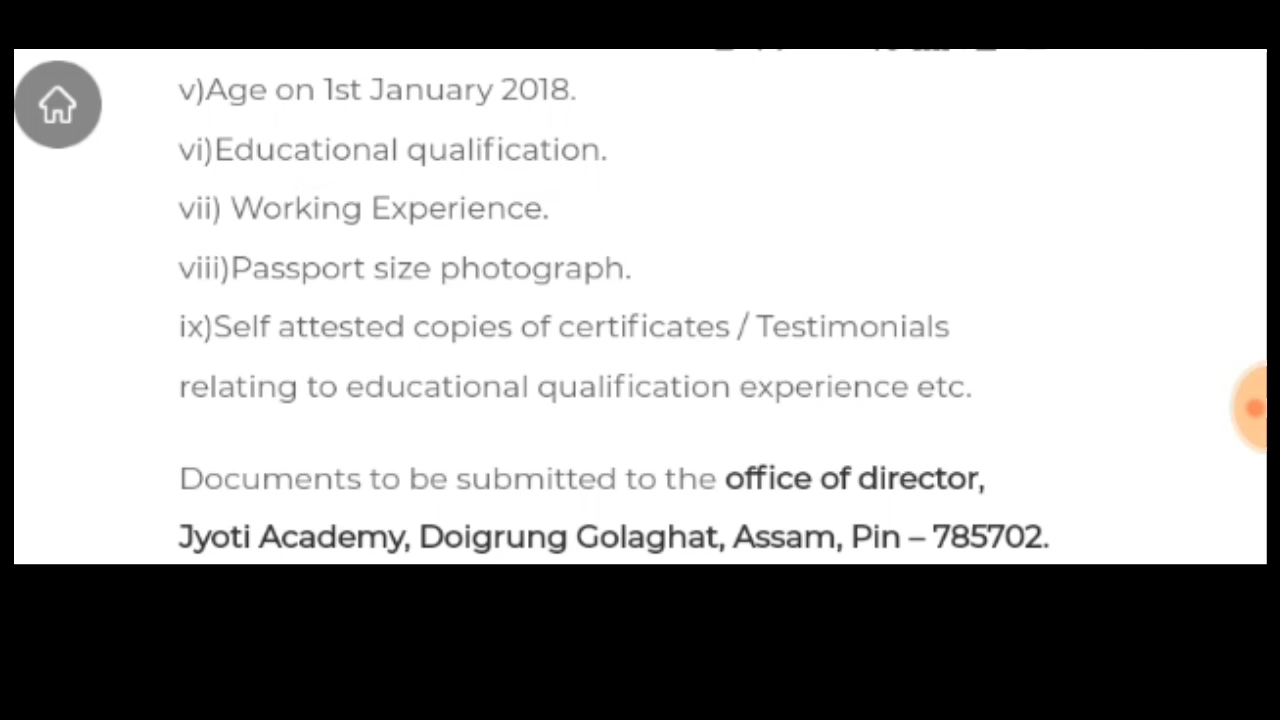 v)Age on 1st January 2018.
vi)Educational qualification.
vii) Working Experience.
viii)Passport size photograph.
ix)Self attested copies of certificates / Testimonials
relating to educational qualification experience etc.
Documents to be submitted to the office of director,
Jyoti Academy, Doigrung Golaghat, Assam, Pin – 785702.